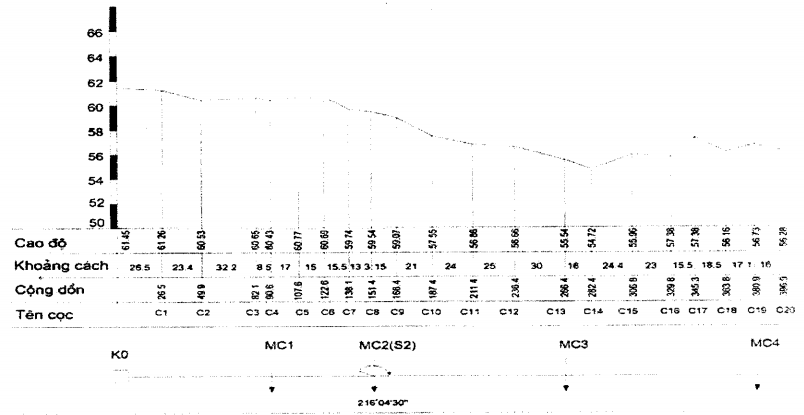 66
64
62
60
58
56
54
52
50
Cao độ 61.45 61.26 60.53 60.65 60.43 60.77 60.69 59.74 59.54 59.07 57.55 56.86 56.66 55.54 54.72 55.96 57.38 57.38 56.16 56.73 56.28
Khoảng cách 26.5 23.4 32.2 8.5 17 15 15.5 13.3 15 21 24 25 30 16 24.4 23 15.5 18.5 17.1 16
Cộng dồn 26.5 49.9 82.1 90.6 107.6 122.6 138.1 151.4 166.4 187.4 211.4 236.4 266.4 282.4 306.8 329.8 345.3 363.8 380.9 396.9
Tên cọc C1 C2 C3 C4 C5 C6 C7 C8 C9 C10 C11 C12 C13 C14 C15 C16 C17 C18 C19 C20
K0 MC1 MC2(S2) MC3 MC4
216°04'30"